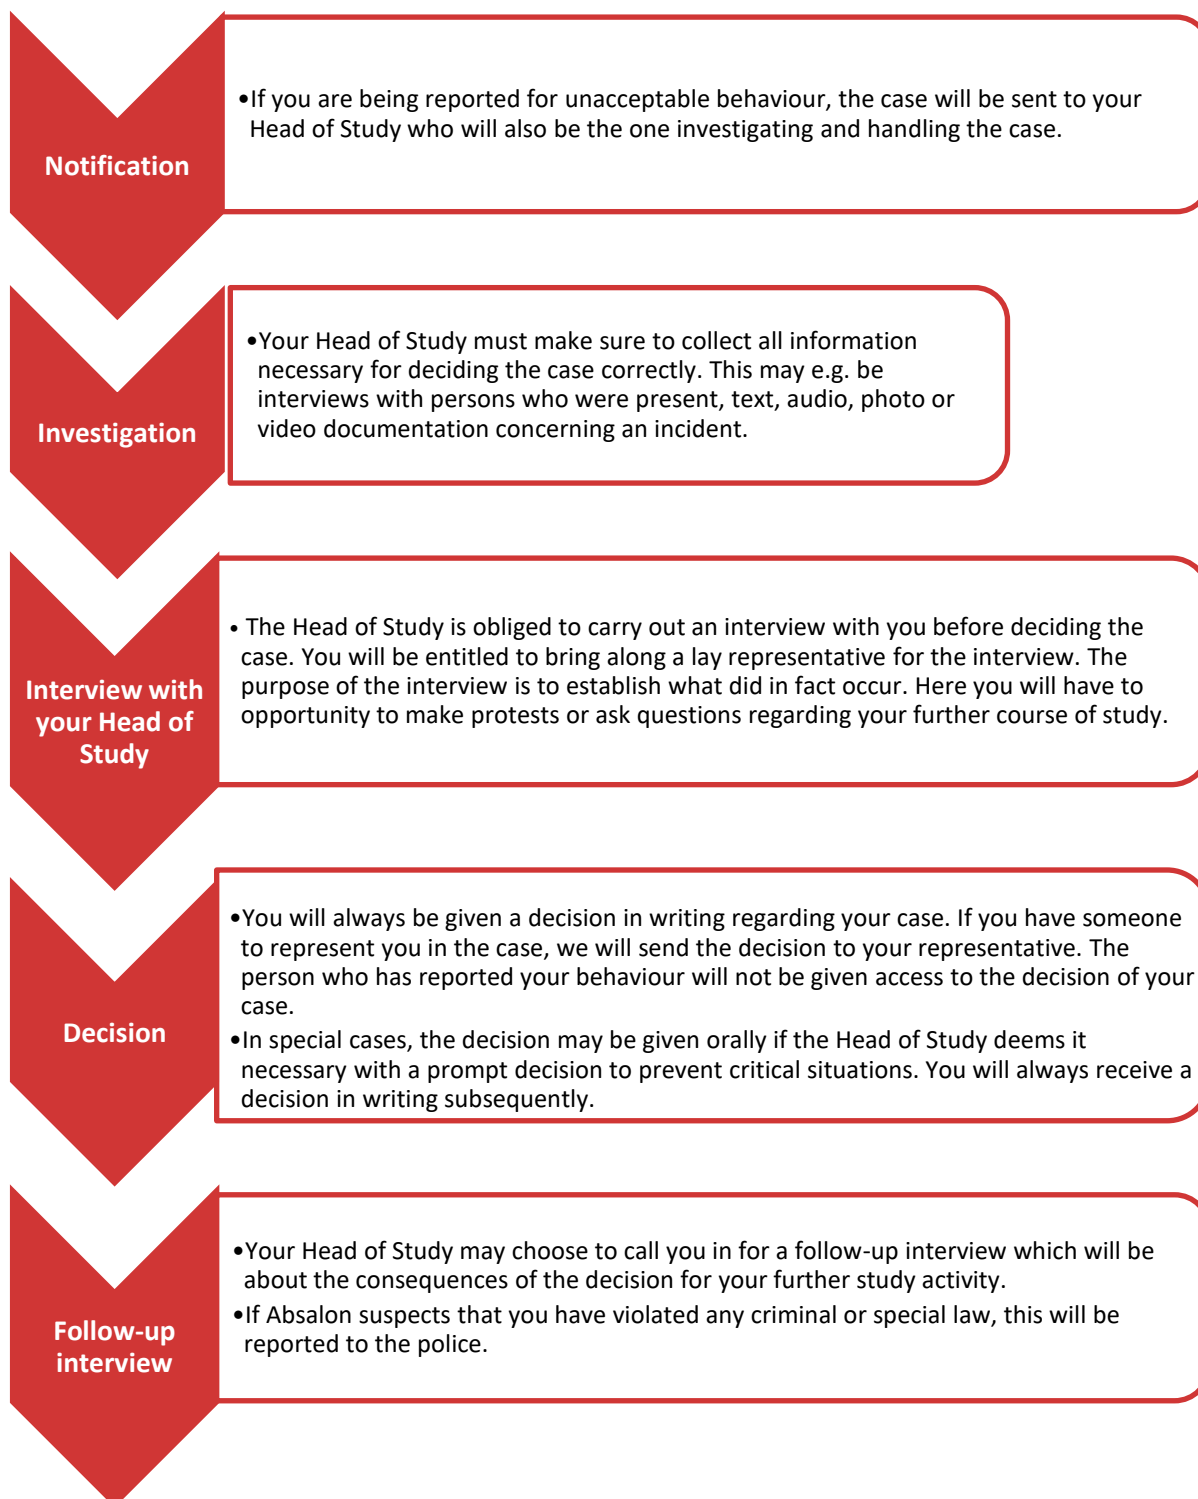 Notification
•If you are being reported for unacceptable behaviour, the case will be sent to your
Head of Study who will also be the one investigating and handling the case.
Investigation
•Your Head of Study must make sure to collect all information
necessary for deciding the case correctly. This may e.g. be
interviews with persons who were present, text, audio, photo or
video documentation concerning an incident.
Interview with
your Head of
Study
• The Head of Study is obliged to carry out an interview with you before deciding the
case. You will be entitled to bring along a lay representative for the interview. The
purpose of the interview is to establish what did in fact occur. Here you will have to
opportunity to make protests or ask questions regarding your further course of study.
Decision
•You will always be given a decision in writing regarding your case. If you have someone
to represent you in the case, we will send the decision to your representative. The
person who has reported your behaviour will not be given access to the decision of your
case.
•In special cases, the decision may be given orally if the Head of Study deems it
necessary with a prompt decision to prevent critical situations. You will always receive a
decision in writing subsequently.
Follow-up
interview
•Your Head of Study may choose to call you in for a follow-up interview which will be
about the consequences of the decision for your further study activity.
•If Absalon suspects that you have violated any criminal or special law, this will be
reported to the police.